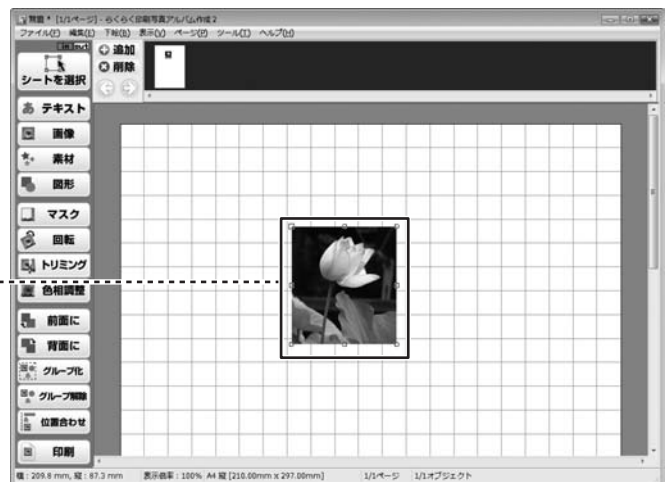 無題 * [1/1ページ] - らくらく印刷写真アルバム作成2
ファイル(F) 編集(E) 下絵(B) 表示(V) ページ(P) ツール(T) ヘルプ(H)
シートを選択
追加
削除
テキスト
画像
素材
図形
マスク
回転
トリミング
色相調整
前面に
背面に
グループ化
グループ解除
位置合わせ
印刷
横 : 209.8 mm, 縦 : 67.3 mm 表示倍率 : 100% A4 縦 [210.00mm x 297.00mm] 1/1ページ 1/1オブジェクト